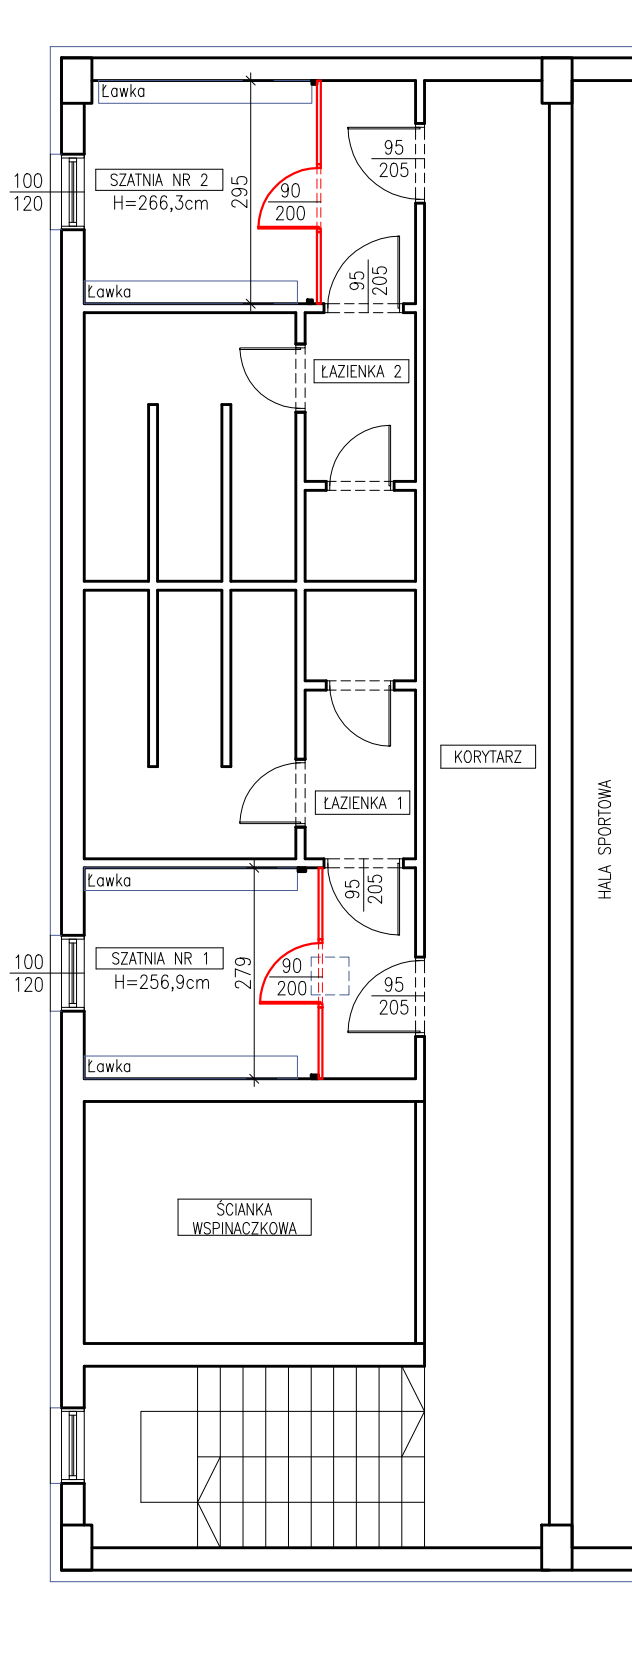 Ławka
95
205
100
120
SZATNIA NR 2
H=266,3cm
295
90
200
95
205
Ławka
ŁAZIENKA 2
KORYTARZ
HALA SPORTOWA
ŁAZIENKA 1
Ławka
95
205
100
120
SZATNIA NR 1
H=256,9cm
279
90
200
95
205
Ławka
ŚCIANKA
WSPINACZKOWA